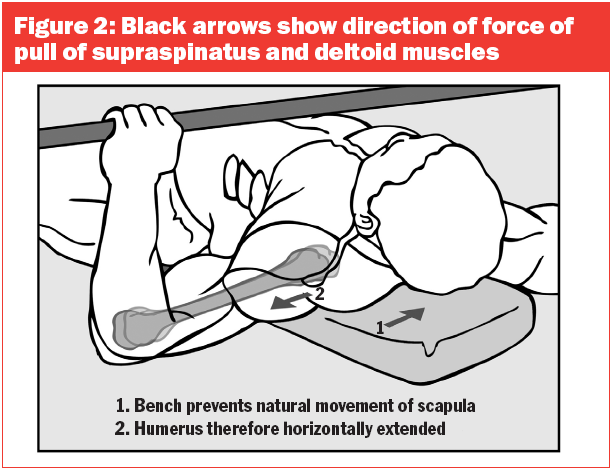 Figure 2: Black arrows show direction of force of
pull of supraspinatus and deltoid muscles
2
1
1. Bench prevents natural movement of scapula
2. Humerus therefore horizontally extended